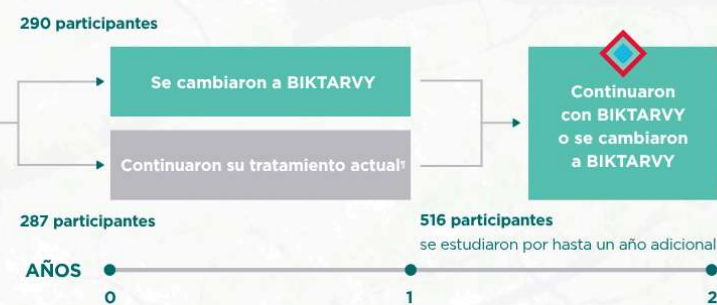 290 participantes
Se cambiaron a BIKTARVY
Continuaron su tratamiento actual
287 participantes
Continuaron
con BIKTARVY
o se cambiaron
a BIKTARVY
516 participantes
se estudiaron por hasta un año adicional
AÑOS
0
1
2